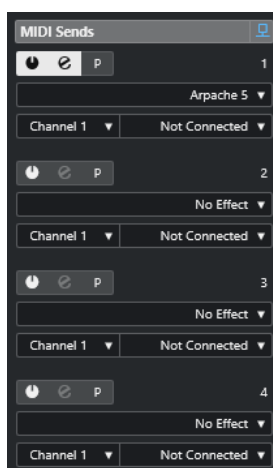 MIDI Sends
P 1
Arpache 5
Channel 1 Not Connected
P 2
No Effect
Channel 1 Not Connected
P 3
No Effect
Channel 1 Not Connected
P 4
No Effect
Channel 1 Not Connected